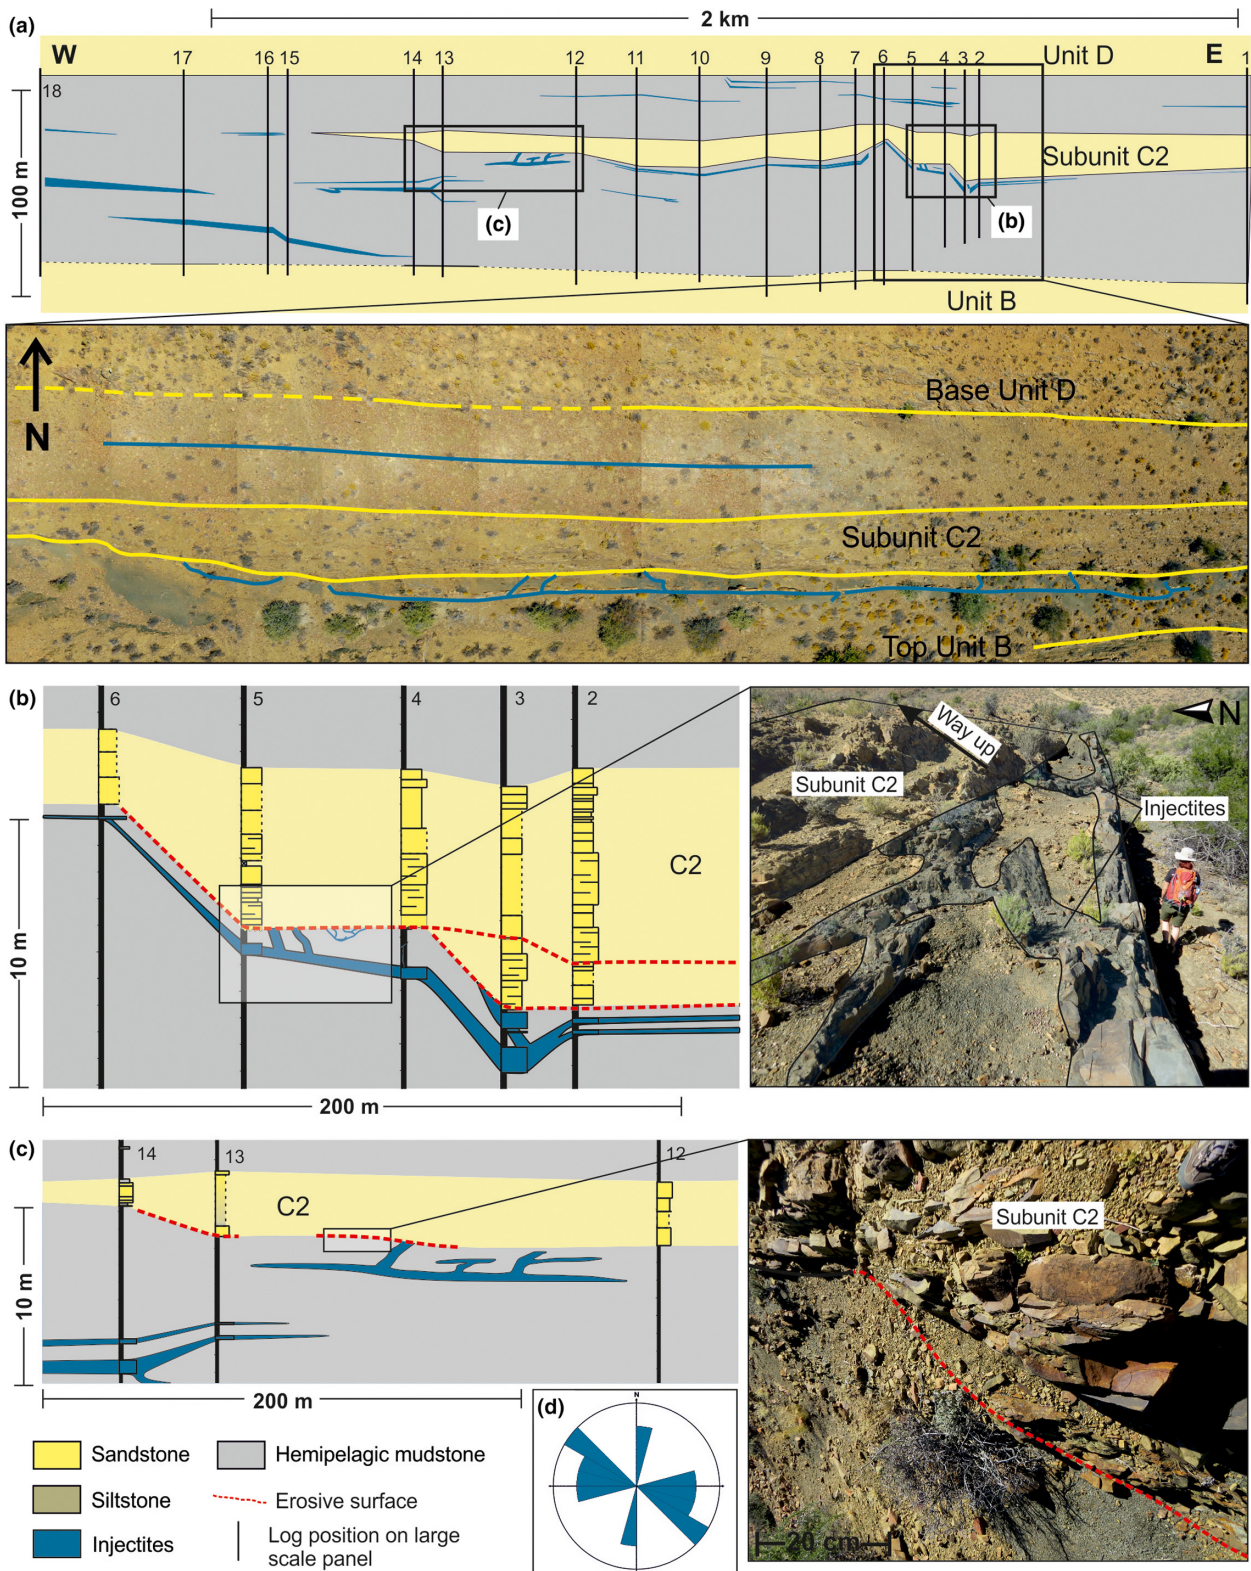 (a)
2 km
W
17
16
15
14
13
12
11
10
9
8
7
6
5
4
3
2
Unit D
E
1
18
100 m
Subunit C2
(c)
(b)
Unit B
N
Base Unit D
Subunit C2
Top Unit B
(b)
6
5
4
3
2
C2
10 m
200 m
N
Way up
Subunit C2
Injectites
(c)
14
13
12
C2
10 m
200 m
Subunit C2
20 cm
(d)
N
Sandstone
Hemipelagic mudstone
Siltstone
Erosive surface
Injectites
Log position on large
scale panel